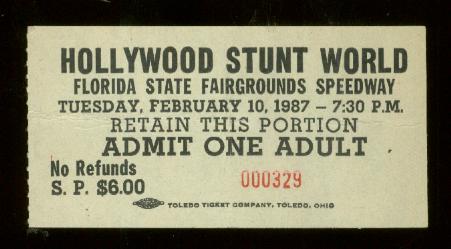 HOLLYWOOD STUNT WORLD
FLORIDA STATE FAIRGROUNDS SPEEDWAY
TUESDAY, FEBRUARY 10, 1987 – 7:30 P.M.
RETAIN THIS PORTION
ADMIT ONE ADULT
No Refunds
S. P. $6.00
000329
TOLEDO TICKET COMPANY, TOLEDO, OHIO